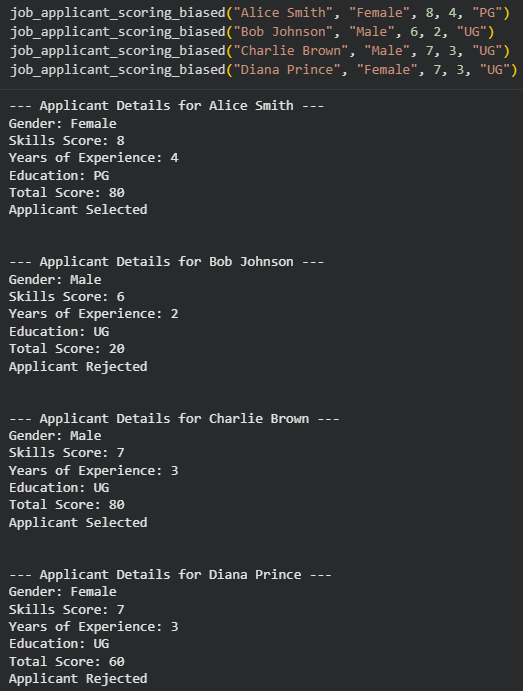 job_applicant_scoring_biased("Alice Smith", "Female", 8, 4, "PG")
job_applicant_scoring_biased("Bob Johnson", "Male", 6, 2, "UG")
job_applicant_scoring_biased("Charlie Brown", "Male", 7, 3, "UG")
job_applicant_scoring_biased("Diana Prince", "Female", 7, 3, "UG")
--- Applicant Details for Alice Smith ---
Gender: Female
Skills Score: 8
Years of Experience: 4
Education: PG
Total Score: 80
Applicant Selected
--- Applicant Details for Bob Johnson ---
Gender: Male
Skills Score: 6
Years of Experience: 2
Education: UG
Total Score: 20
Applicant Rejected
--- Applicant Details for Charlie Brown ---
Gender: Male
Skills Score: 7
Years of Experience: 3
Education: UG
Total Score: 80
Applicant Selected
--- Applicant Details for Diana Prince ---
Gender: Female
Skills Score: 7
Years of Experience: 3
Education: UG
Total Score: 60
Applicant Rejected